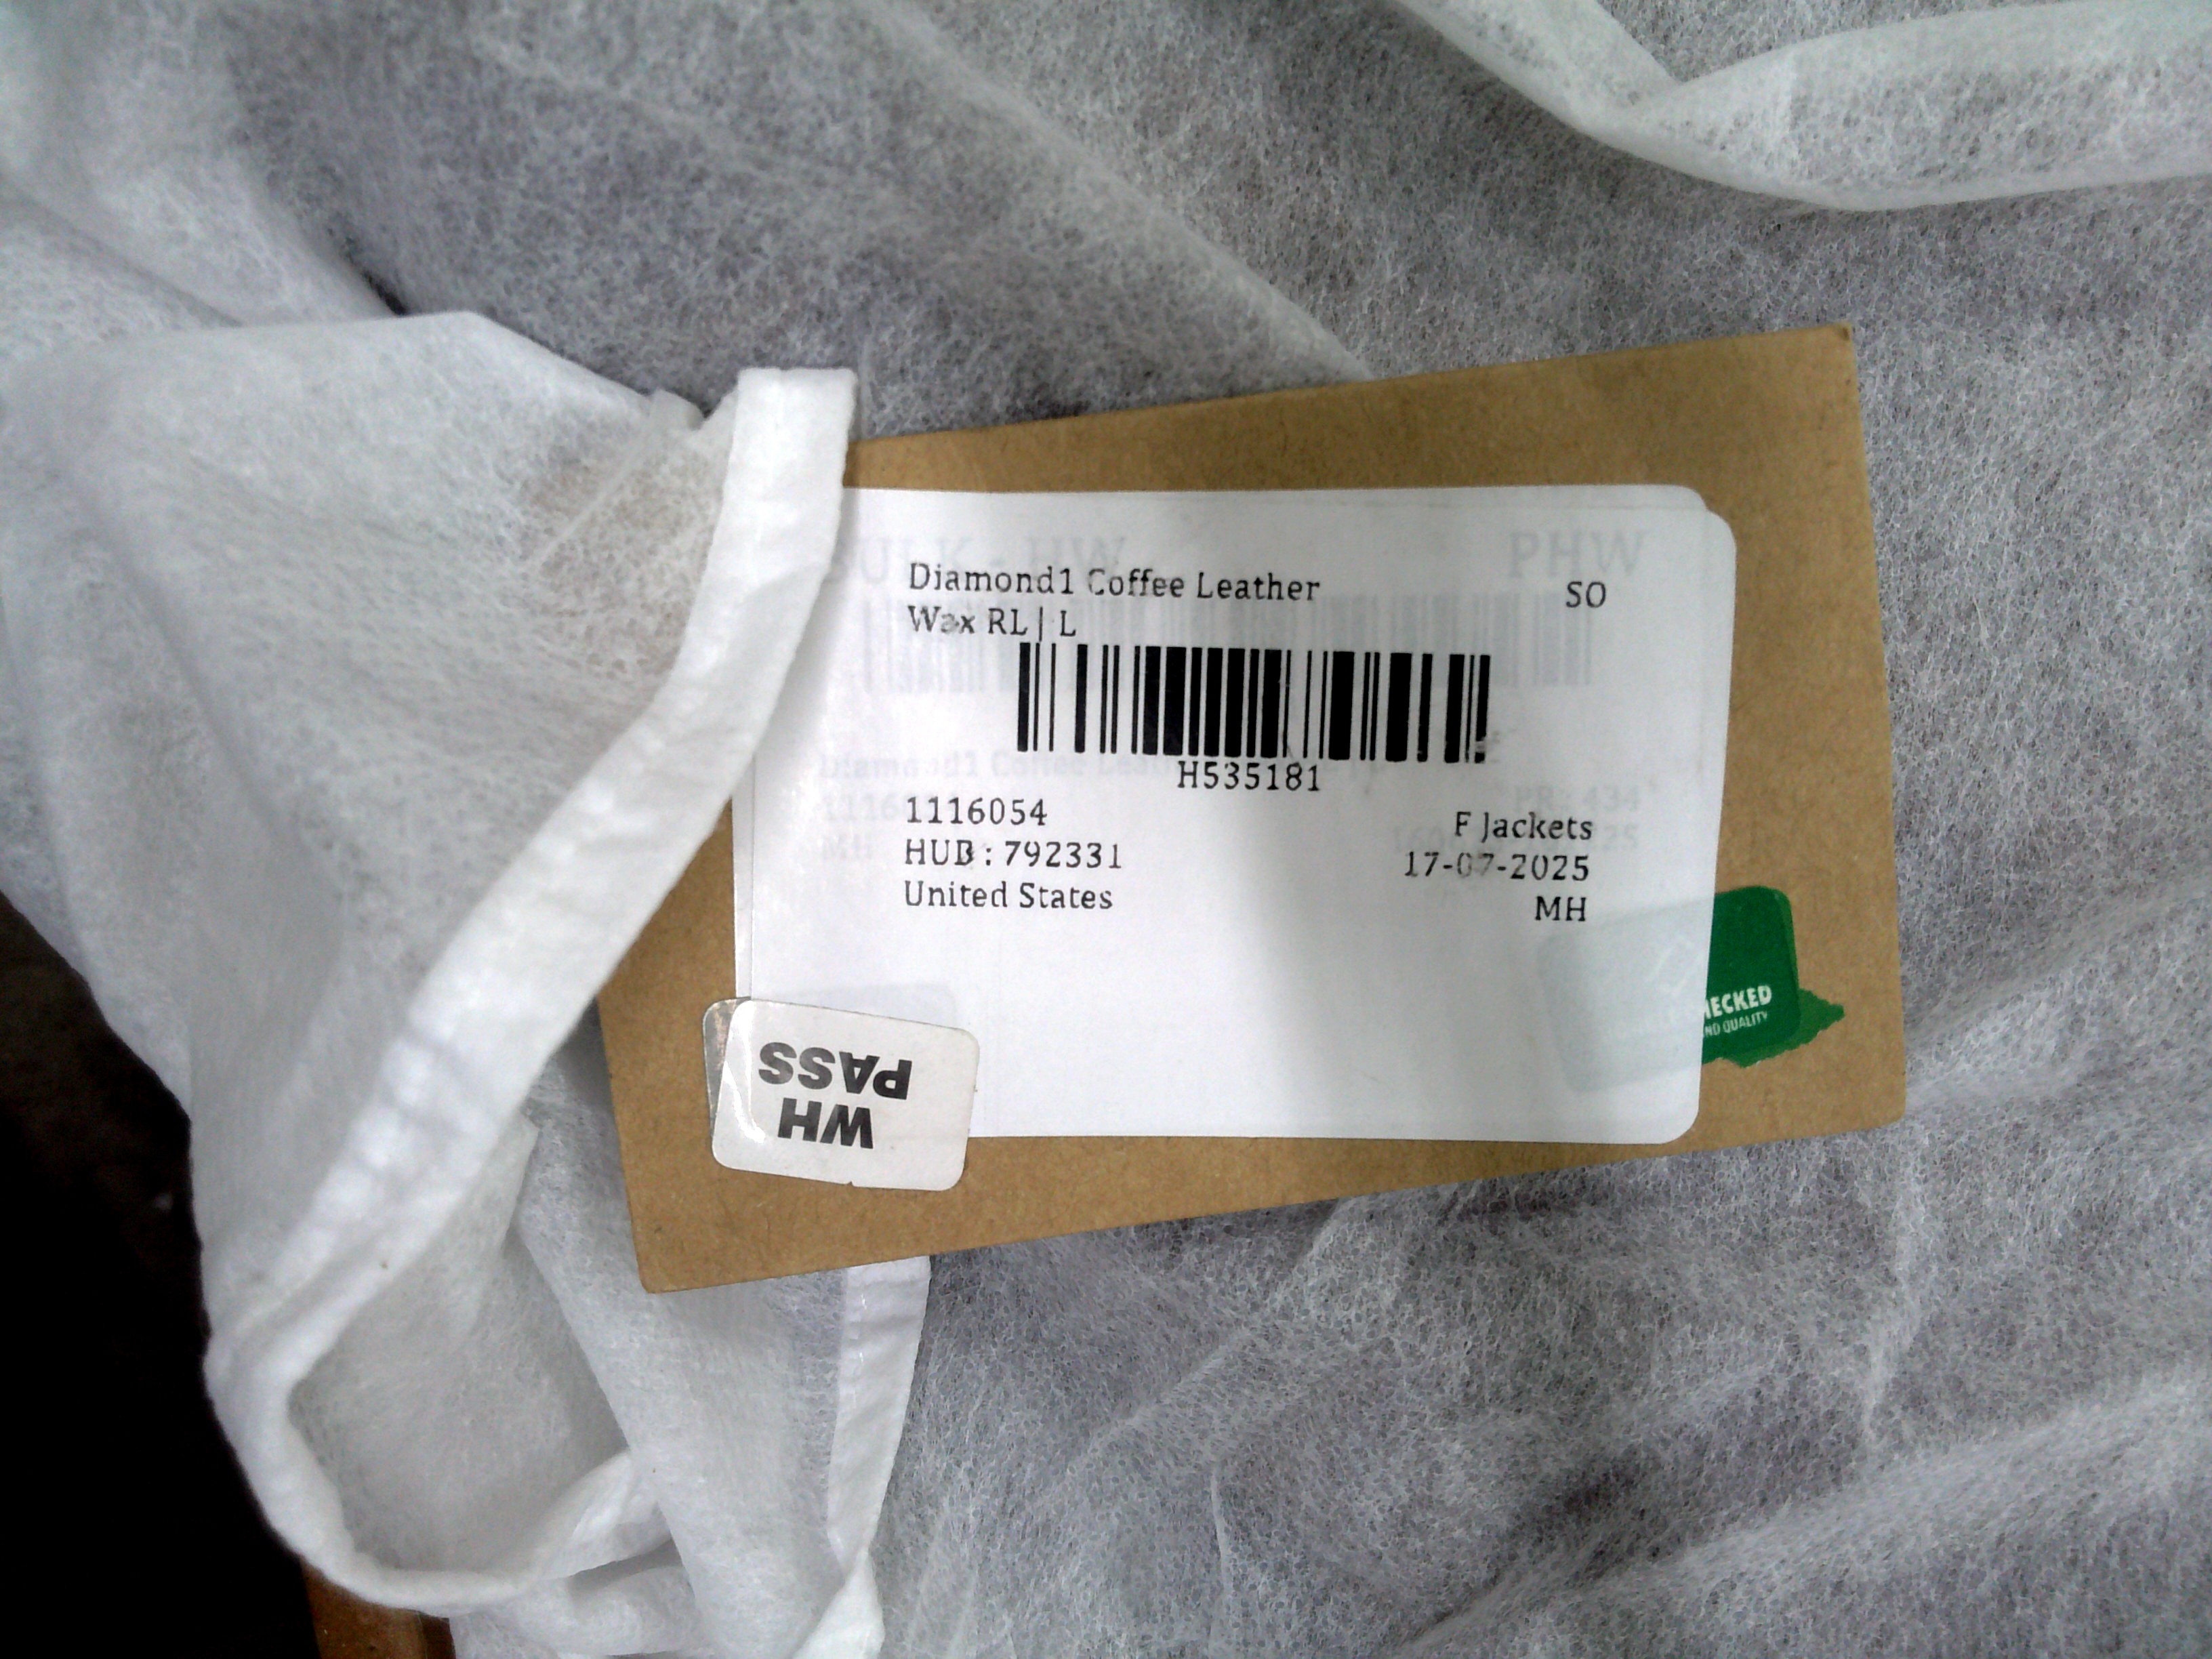 Diamond1 Coffee Leather
Wax RL | L
SO
H535181
1116054
HUB : 792331
United States
F Jackets
17-07-2025
MH
PHW
WH
PASS